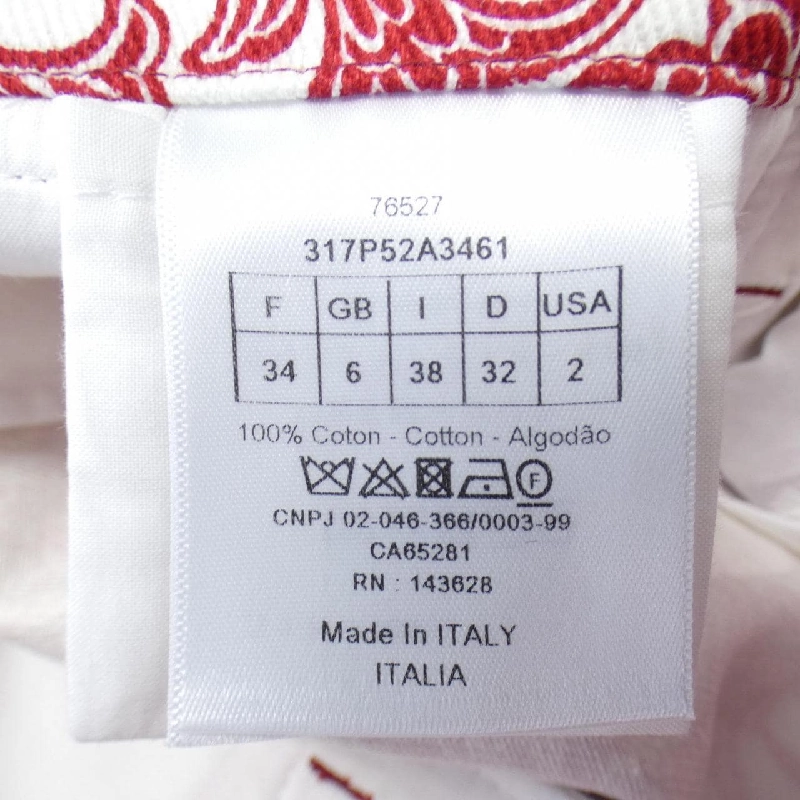 76527
317P52A3461
F GB I D USA
34 6 38 32 2
100% Coton - Cotton - Algodão
F
CNPJ 02-046-366/0003-99
CA65281
RN : 143628
Made In ITALY
ITALIA